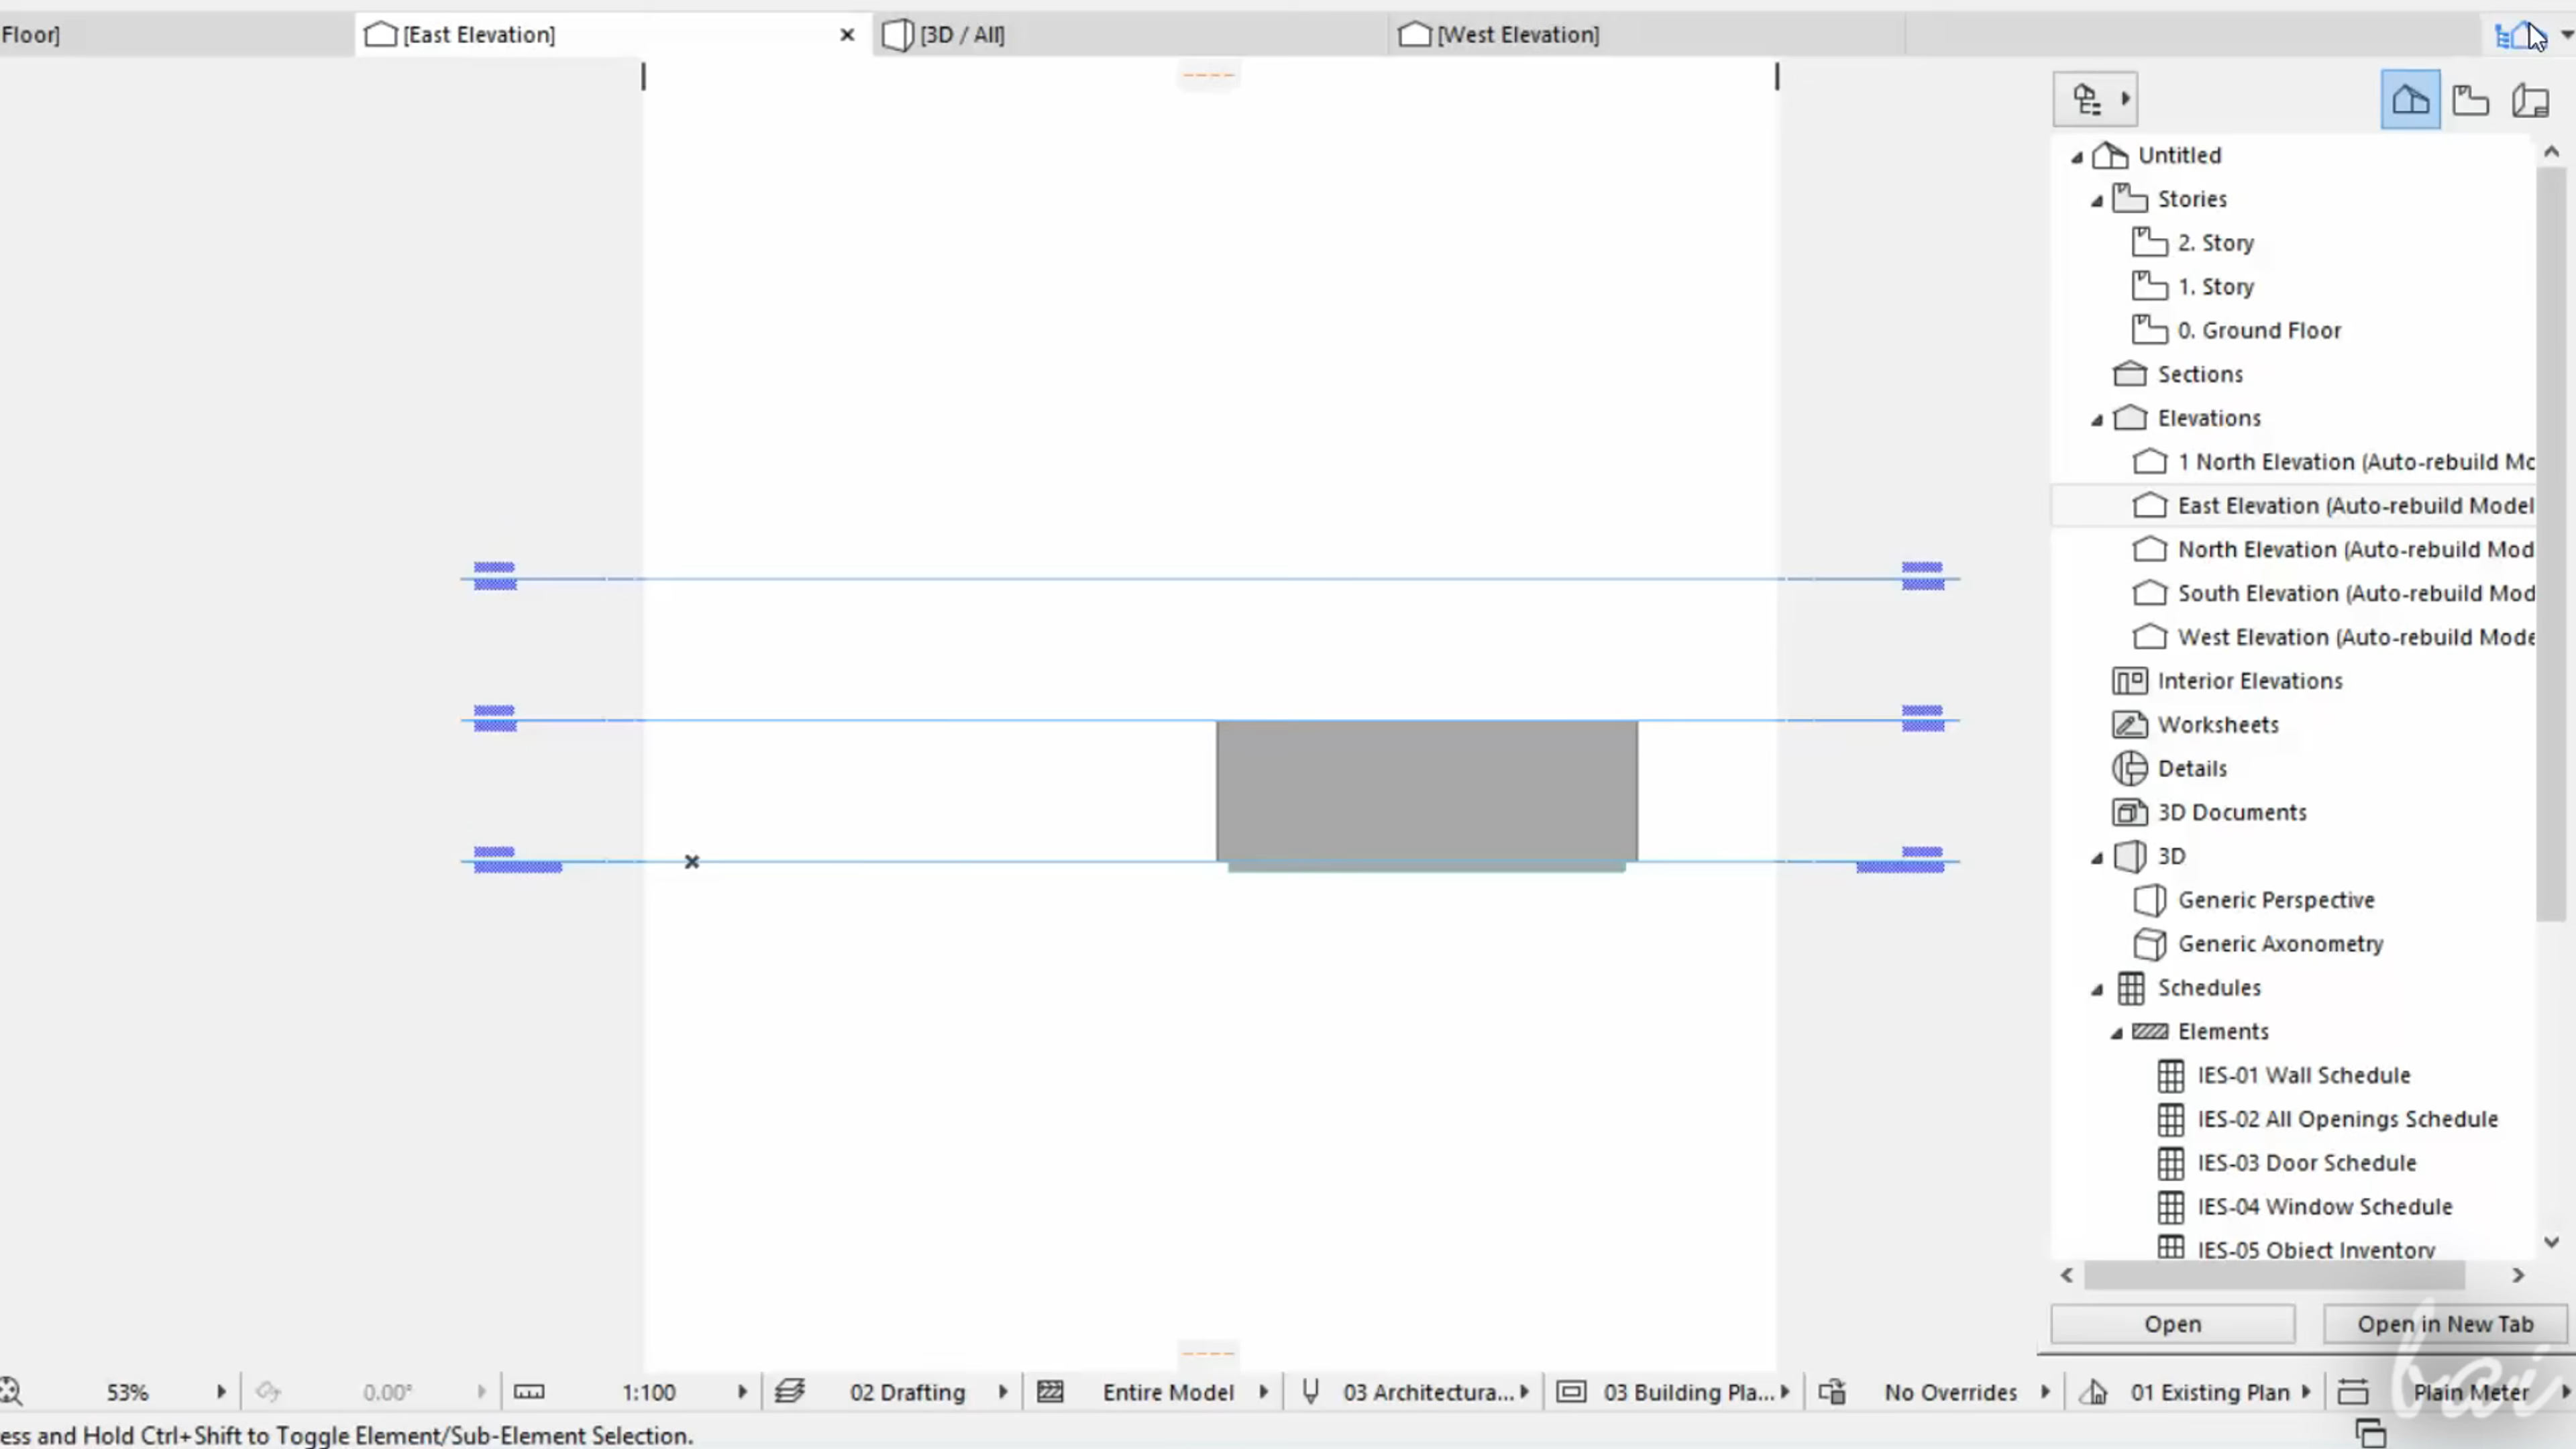 Floor]
[East Elevation]
[3D / All]
[West Elevation]
Untitled
Stories
2. Story
1. Story
0. Ground Floor
Sections
Elevations
1 North Elevation (Auto-rebuild Mo
East Elevation (Auto-rebuild Model
North Elevation (Auto-rebuild Mod
South Elevation (Auto-rebuild Mod
West Elevation (Auto-rebuild Mode
Interior Elevations
Worksheets
Details
3D Documents
3D
Generic Perspective
Generic Axonometry
Schedules
Elements
IES-01 Wall Schedule
IES-02 All Openings Schedule
IES-03 Door Schedule
IES-04 Window Schedule
IES-05 Object Inventory
Open
Open in New Tab
53%
0.00°
1:100
02 Drafting
Entire Model
03 Architectura...
03 Building Pla...
No Overrides
01 Existing Plan
Plain Meter
ess and Hold Ctrl+Shift to Toggle Element/Sub-Element Selection.